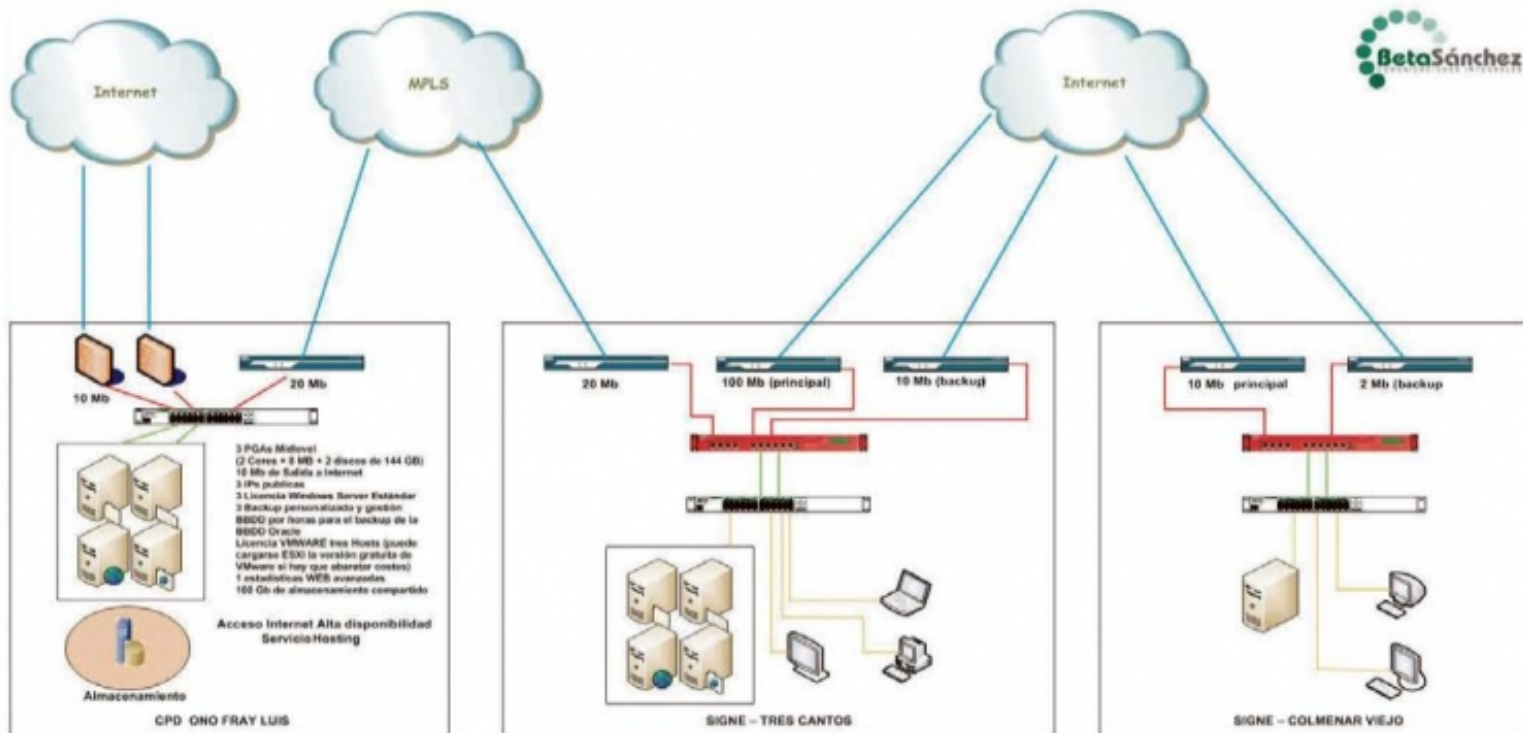 Internet
MPLS
Internet
BetaSánchez
COMUNICACIONES INTEGRALES
10 Mb
20 Mb
3 PGAs Midlevel
(2 Cores + 8 MB + 2 discos de 144 GB)
10 Mb de Salida a Internet
3 IPs publicas
3 Licencia Windows Server Estándar
3 Backup personalizado y gestión
BBDD por horas para el backup de la
BBDD Oracle
Licencia VMWARE tres Hosts (puede
cargarse ESXI la versión gratuita de
VMware si hay que abaratar costos)
1 estadísticas WEB avanzadas
100 Gb de almacenamiento compartido
Acceso Internet Alta disponibilidad
Servicio Hosting
Almacenamiento
CPD ONO FRAY LUIS
20 Mb
100 Mb (principal)
10 Mb (backup)
SIGNE – TRES CANTOS
10 Mb principal
2 Mb (backup
SIGNE – COLMENAR VIEJO